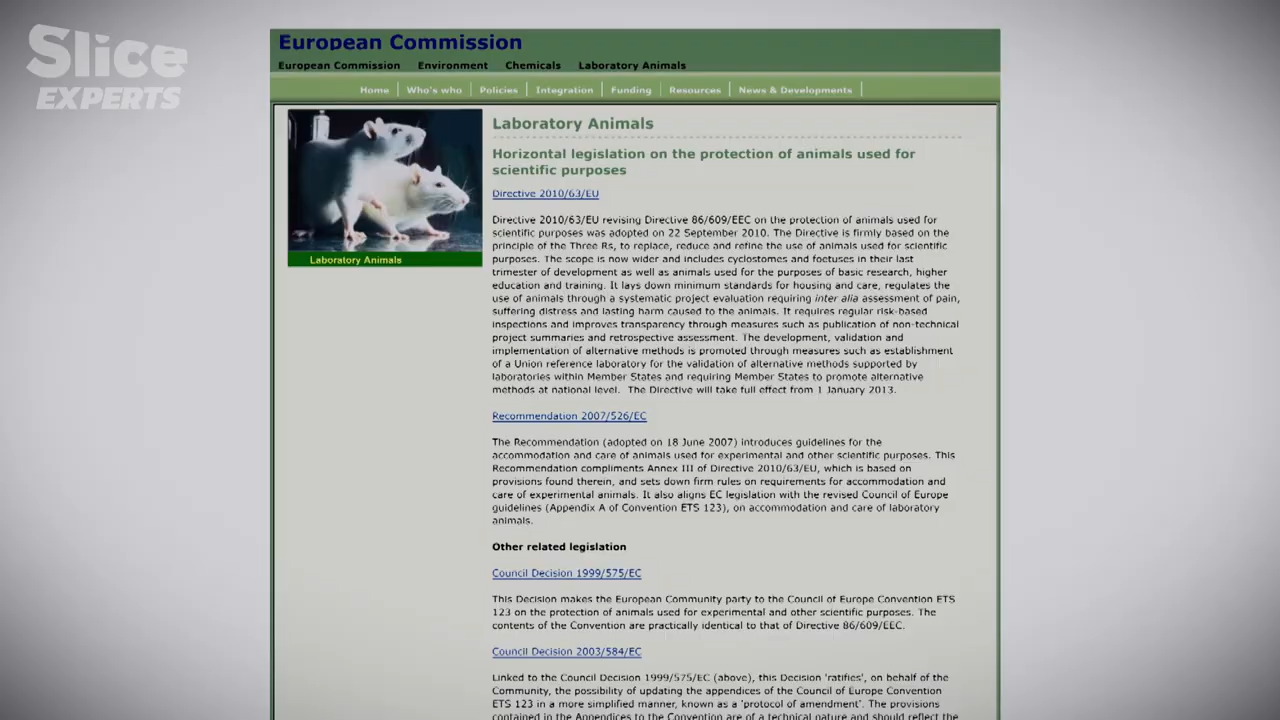 Slice
EXPERTS
European Commission
European Commission Environment Chemicals Laboratory Animals
Home Who's who Policies Integration Funding Resources News & Developments
Laboratory Animals
Laboratory Animals
Horizontal legislation on the protection of animals used for
scientific purposes
Directive 2010/63/EU
Directive 2010/63/EU revising Directive 86/609/EEC on the protection of animals used for
scientific purposes was adopted on 22 September 2010. The Directive is firmly based on the
principle of the Three Rs, to replace, reduce and refine the use of animals used for scientific
purposes. The scope is now wider and includes cyclostomes and foetuses in their last
trimester of development as well as animals used for the purposes of basic research, higher
education and training. It lays down minimum standards for housing and care, regulates the
use of animals through a systematic project evaluation requiring inter alia assessment of pain,
suffering distress and lasting harm caused to the animals. It requires regular risk-based
inspections and improves transparency through measures such as publication of non-technical
project summaries and retrospective assessment. The development, validation and
implementation of alternative methods is promoted through measures such as establishment
of a Union reference laboratory for the validation of alternative methods supported by
laboratories within Member States and requiring Member States to promote alternative
methods at national level. The Directive will take full effect from 1 January 2013.
Recommendation 2007/526/EC
The Recommendation (adopted on 18 June 2007) introduces guidelines for the
accommodation and care of animals used for experimental and other scientific purposes. This
Recommendation compliments Annex III of Directive 2010/63/EU, which is based on
provisions found therein, and sets down firm rules on requirements for accommodation and
care of experimental animals. It also aligns EC legislation with the revised Council of Europe
guidelines (Appendix A of Convention ETS 123), on accommodation and care of laboratory
animals.
Other related legislation
Council Decision 1999/575/EC
This Decision makes the European Community party to the Council of Europe Convention ETS
123 on the protection of animals used for experimental and other scientific purposes. The
contents of the Convention are practically identical to that of Directive 86/609/EEC.
Council Decision 2003/584/EC
Linked to the Council Decision 1999/575/EC (above), this Decision 'ratifies', on behalf of the
Community, the possibility of updating the appendices of the Council of Europe Convention
ETS 123 in a more simplified manner, known as a 'protocol of amendment'. The provisions
contained in the Appendices to the Convention are of a technical nature and should reflect the